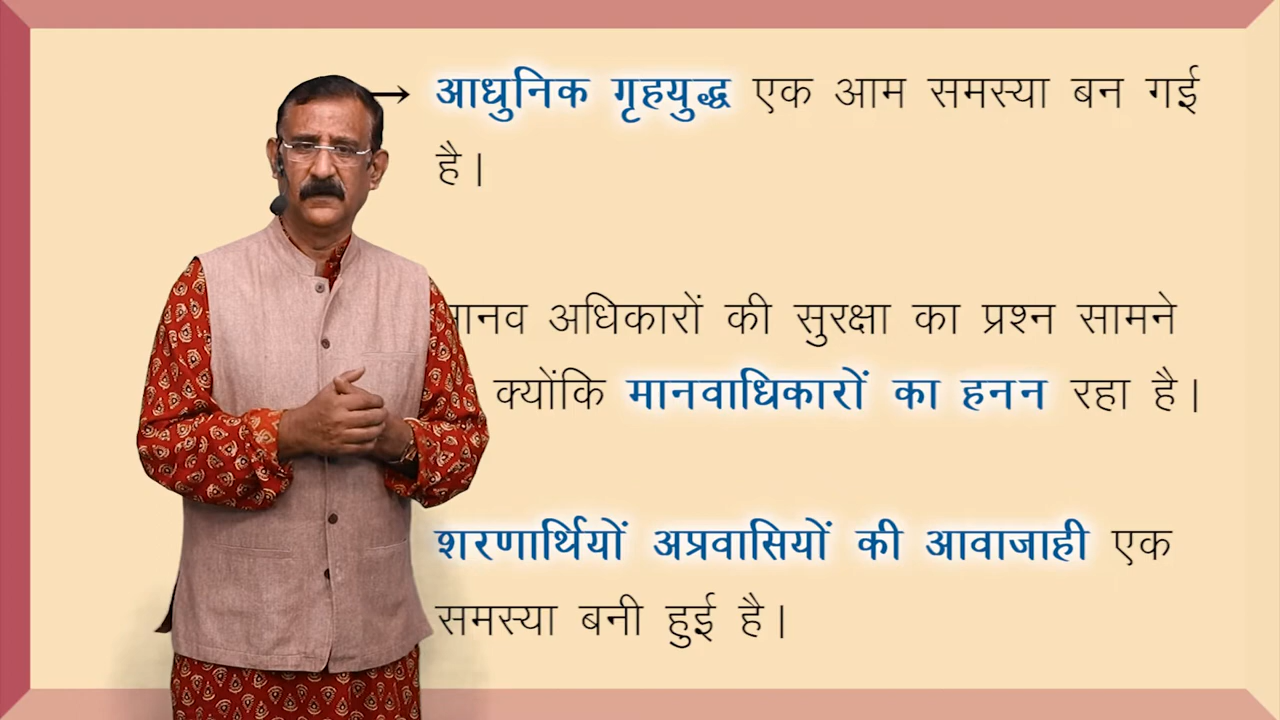 → आधुनिक गृहयुद्ध एक आम समस्या बन गई
है।
अधिकारों की सुरक्षा का प्रश्न सामने
क्योंकि मानवाधिकारों का हनन रहा है।
शरणार्थियों अप्रवासियों की आवाजाही एक
समस्या बनी हुई है।